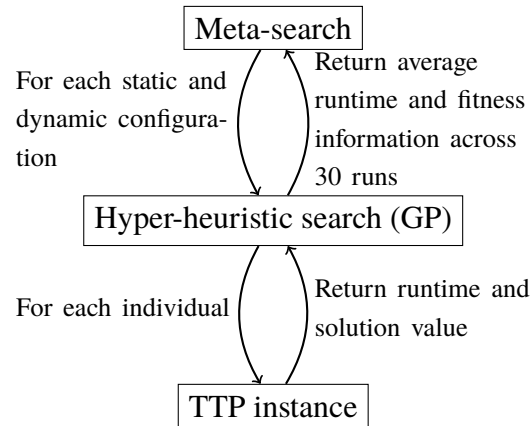 Meta-search
For each static and
dynamic configura-
tion
Return average
runtime and fitness
information across
30 runs
Hyper-heuristic search (GP)
For each individual
Return runtime and
solution value
TTP instance